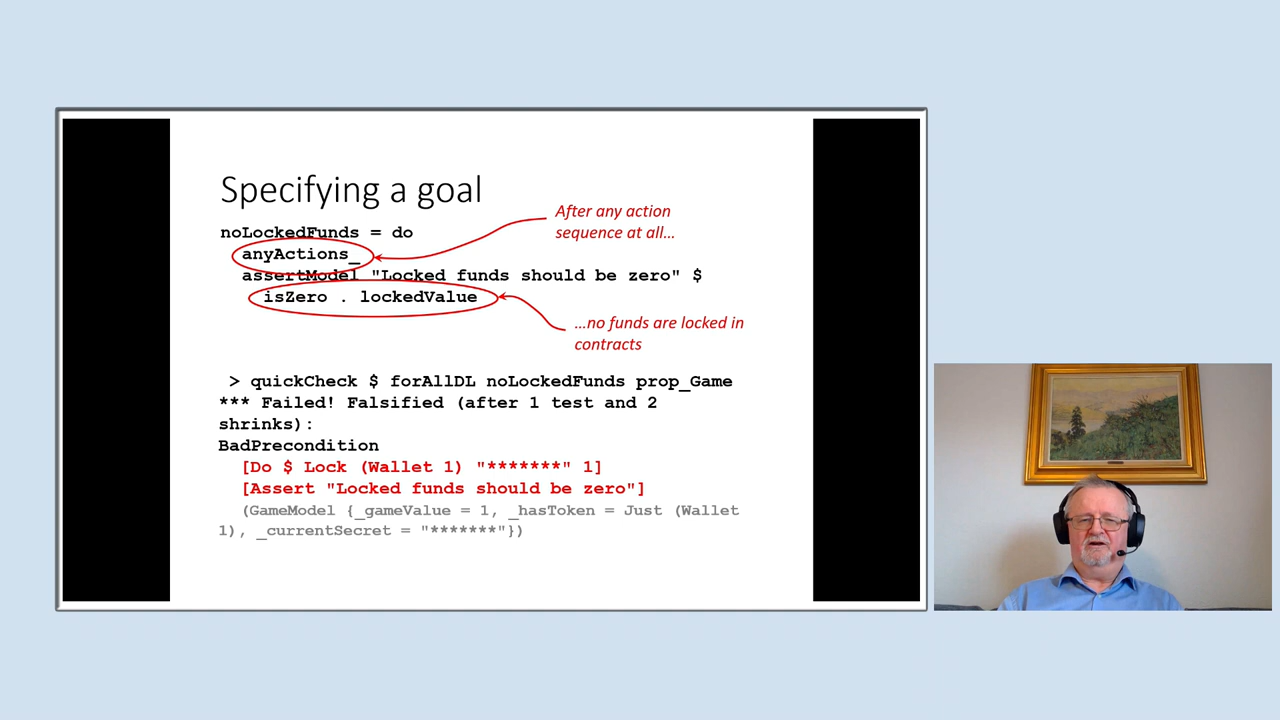 Specifying a goal
After any action
sequence at all…
noLockedFunds = do
anyActions_
assertModel "Locked funds should be zero" $
isZero . lockedValue
…no funds are locked in
contracts
> quickCheck $ forAllDL noLockedFunds prop_Game
*** Failed! Falsified (after 1 test and 2
shrinks):
BadPrecondition
[Do $ Lock (Wallet 1) "*******" 1]
[Assert "Locked funds should be zero"]
(GameModel {_gameValue = 1, _hasToken = Just (Wallet
1), _currentSecret = "*******"})